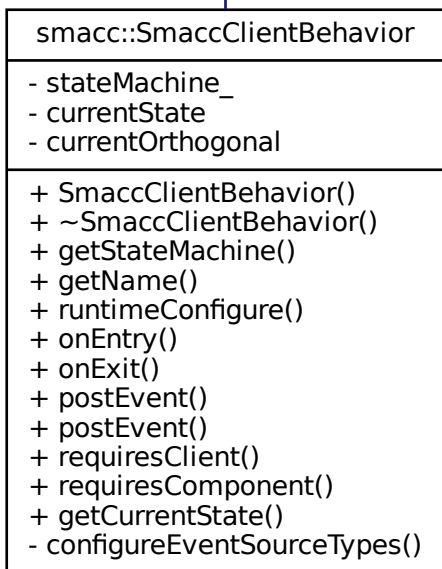 smacc::SmaccClientBehavior
- stateMachine_
- currentState
- currentOrthogonal
+ SmaccClientBehavior()
+ ~SmaccClientBehavior()
+ getStateMachine()
+ getName()
+ runtimeConfigure()
+ onEntry()
+ onExit()
+ postEvent()
+ postEvent()
+ requiresClient()
+ requiresComponent()
+ getCurrentState()
- configureEventSourceTypes()